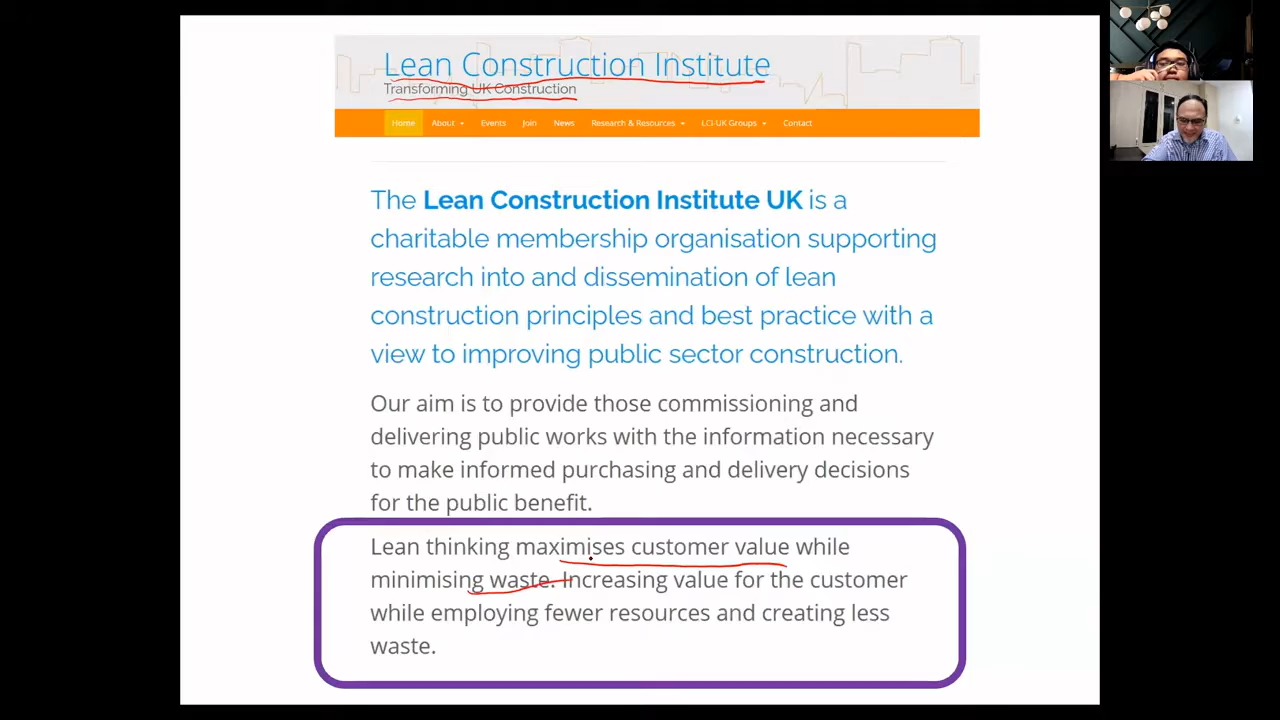 Lean Construction Institute
Transforming UK Construction
Home About Events Join News Research & Resources LCI-UK Groups Contact
The Lean Construction Institute UK is a
charitable membership organisation supporting
research into and dissemination of lean
construction principles and best practice with a
view to improving public sector construction.
Our aim is to provide those commissioning and
delivering public works with the information necessary
to make informed purchasing and delivery decisions
for the public benefit.
Lean thinking maximises customer value while
minimising waste. Increasing value for the customer
while employing fewer resources and creating less
waste.